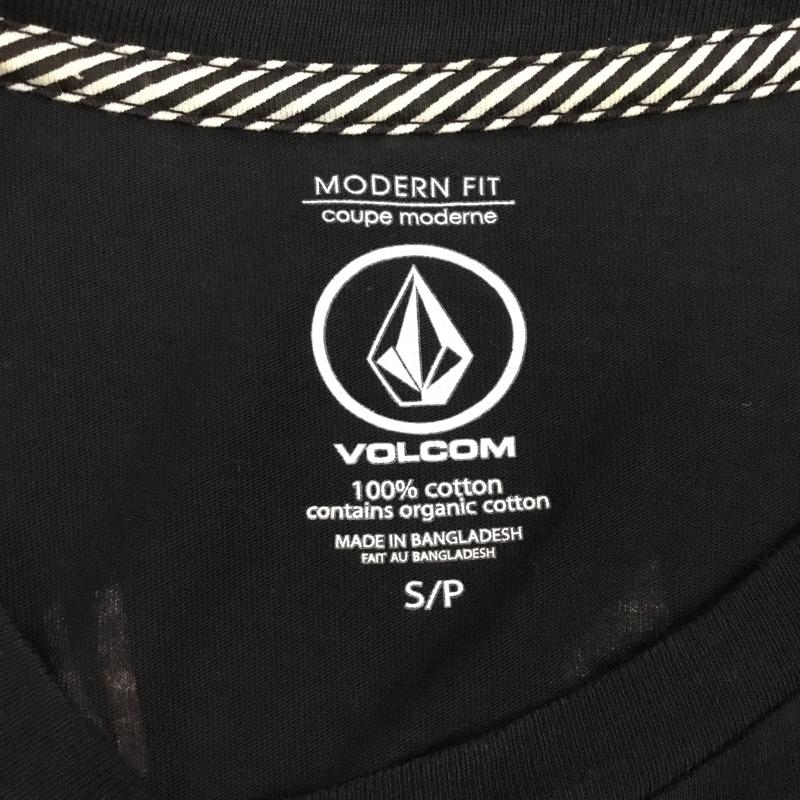 MODERN FIT
coupe moderne
VOLCOM
100% cotton
contains organic cotton
MADE IN BANGLADESH
FAIT AU BANGLADESH
S/P